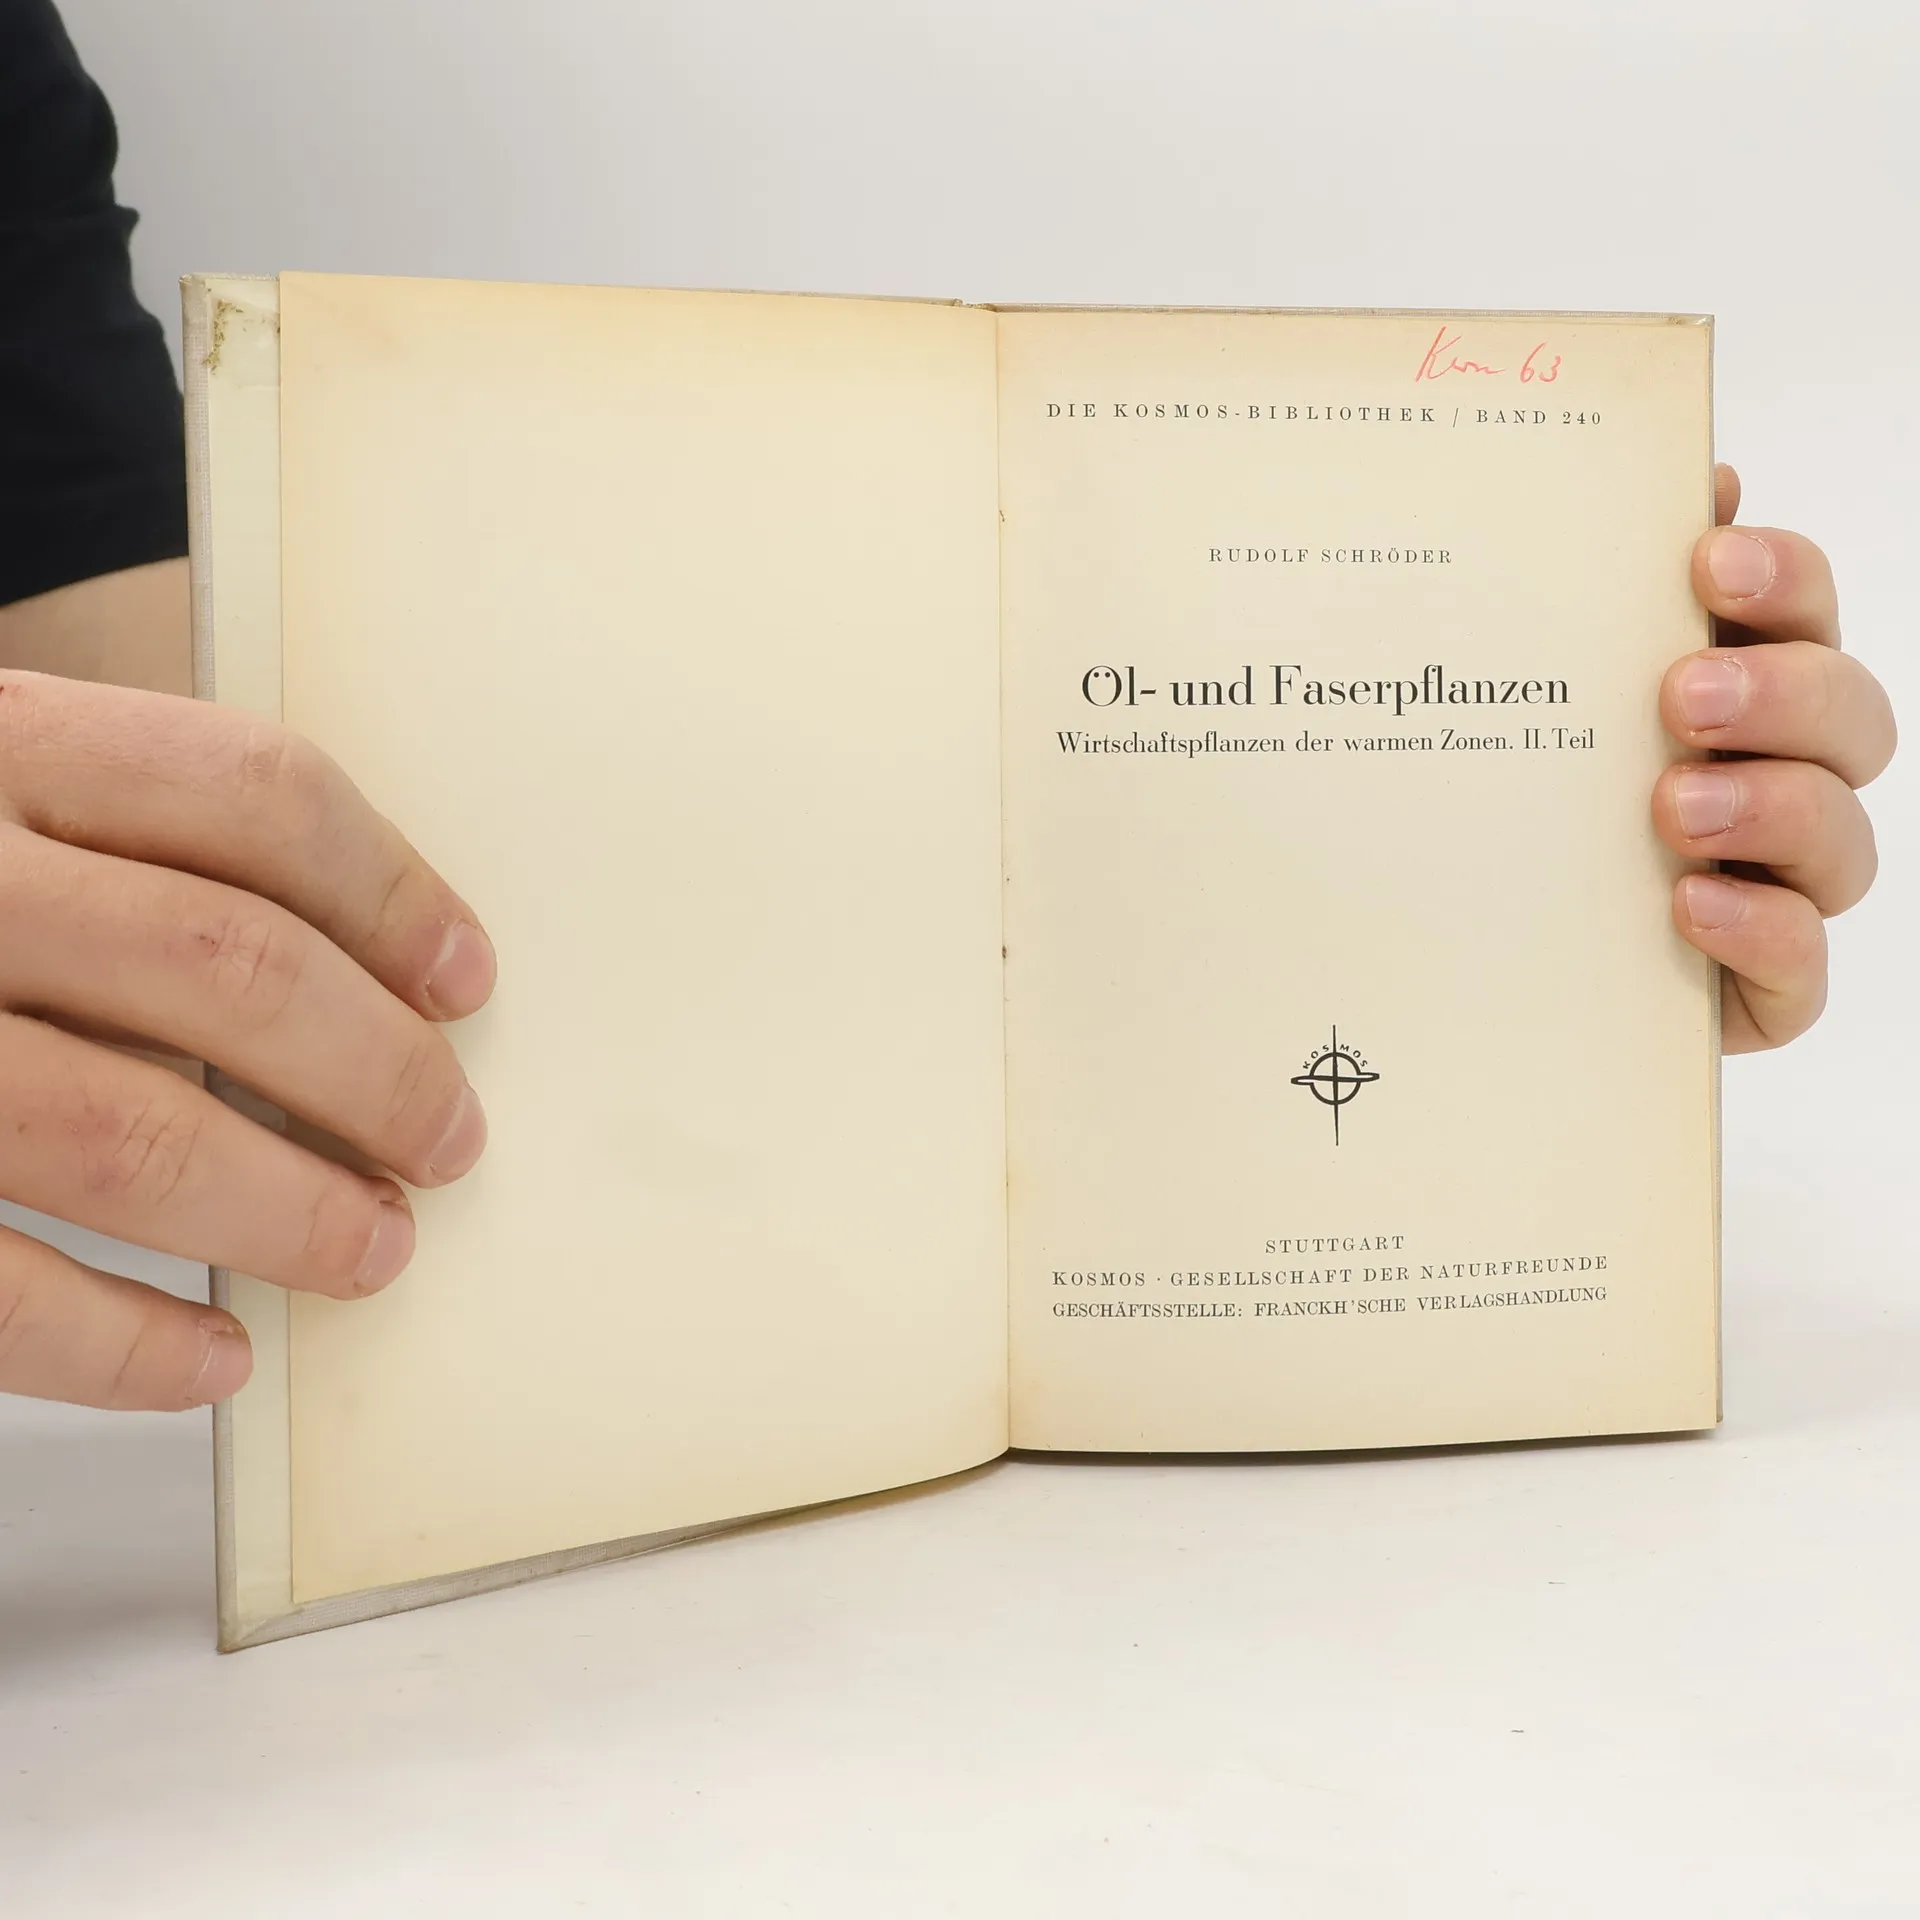 63
DIE KOSMOS-BIBLIOTHEK / BAND 240
RUDOLF SCHRÖDER
Öl- und Faserpflanzen
Wirtschaftspflanzen der warmen Zonen. II. Teil
KOSMOS
STUTTGART
KOSMOS · GESELLSCHAFT DER NATURFREUNDE
GESCHÄFTSSTELLE: FRANCKH'SCHE VERLAGSHANDLUNG